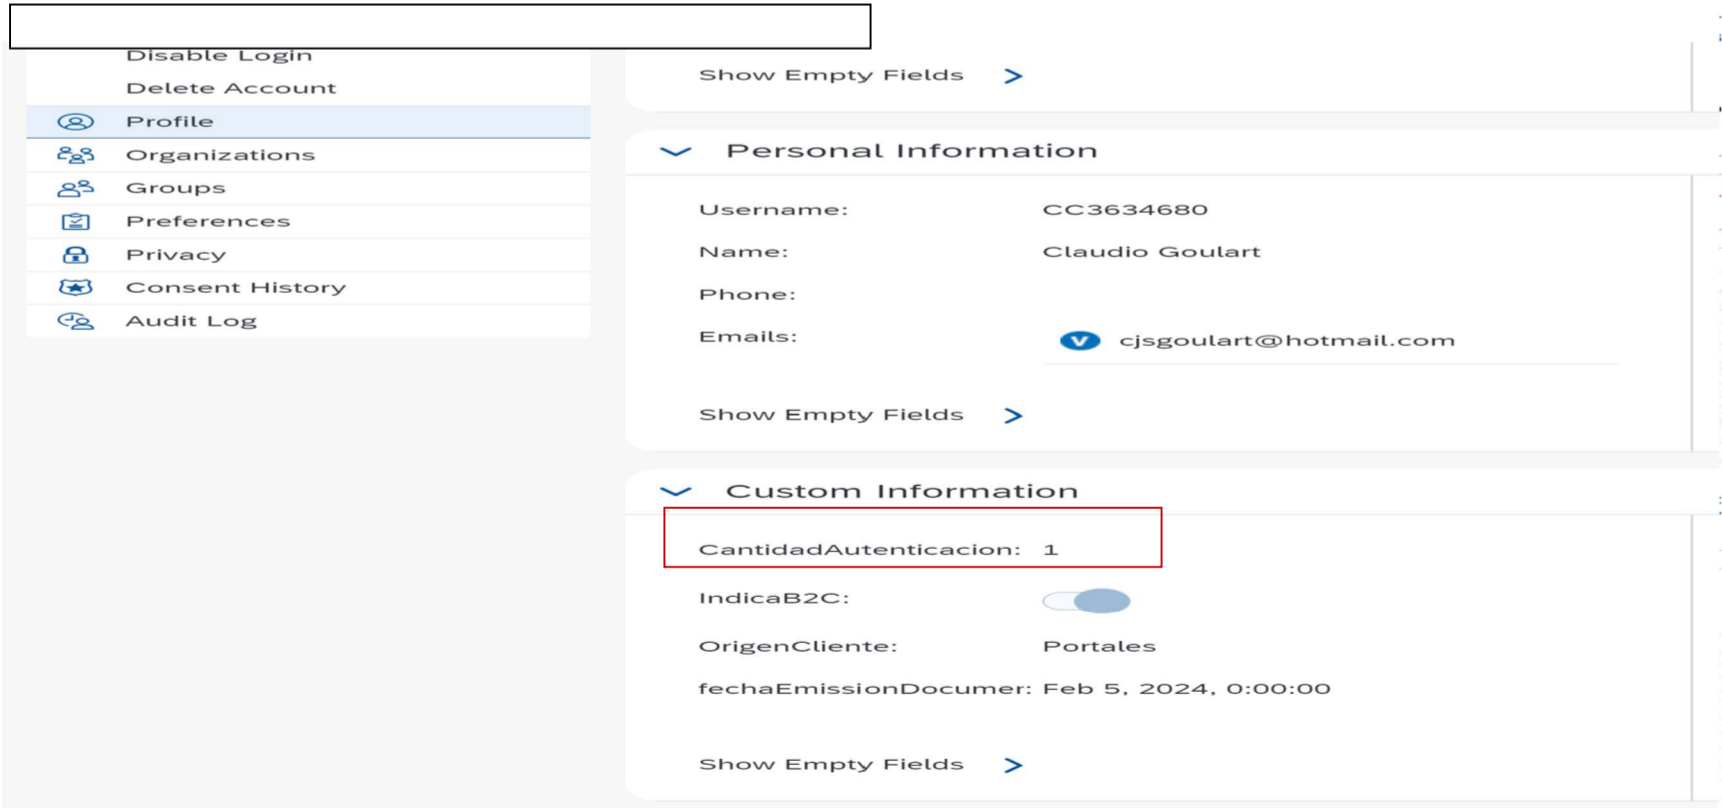 Disable Login
Delete Account
Profile
Organizations
Groups
Preferences
Privacy
Consent History
Audit Log
Show Empty Fields
Personal Information
Username: CC3634680
Name: Claudio Goulart
Phone:
Emails: cjsgoulart@hotmail.com
Show Empty Fields
Custom Information
CantidadAutenticacion: 1
IndicaB2C:
OrigenCliente: Portales
fechaEmissionDocumer: Feb 5, 2024, 0:00:00
Show Empty Fields